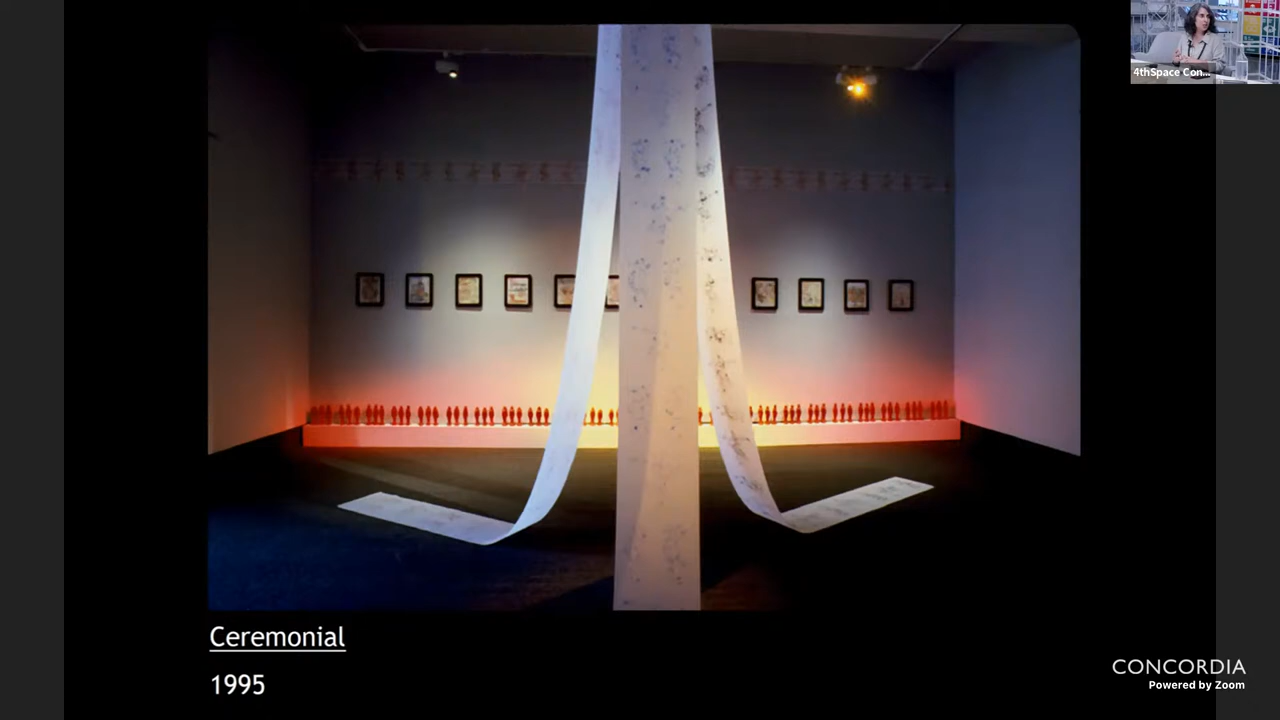 4thSpace Con...
Ceremonial
1995
CONCORDIA
Powered by Zoom